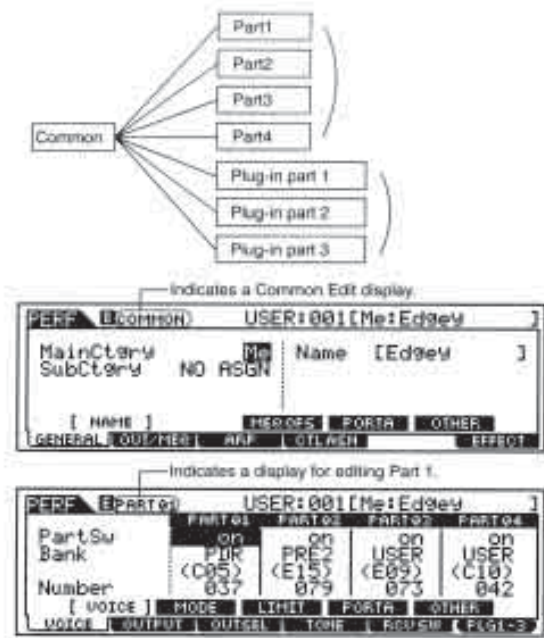 Part1
Part2
Part3
Common
Part4
Plug-in part 1
Plug-in part 2
Plug-in part 3
Indicates a Common Edit display.
PERF COMMON) USER:001[Me:Edgey ]
MainCtgry Me Name [Edgey ]
SubCtgry NO ASGN
[ NAME ] MEQOFS PORTA OTHER
GENERAL OUT/MEQ ARP CTLASN EFFECT
Indicates a display for editing Part 1.
PERF PART01) USER:001[Me:Edgey ]
PART01 PART02 PART03 PART04
PartSw on on on on
Bank PDR PRE2 USER USER
(C05) (E15) (E09) (C10)
Number 037 079 073 042
[ VOICE ] MODE LIMIT PORTA OTHER
VOICE OUTPUT OUTSEL TONE RCVSW PLG1-3